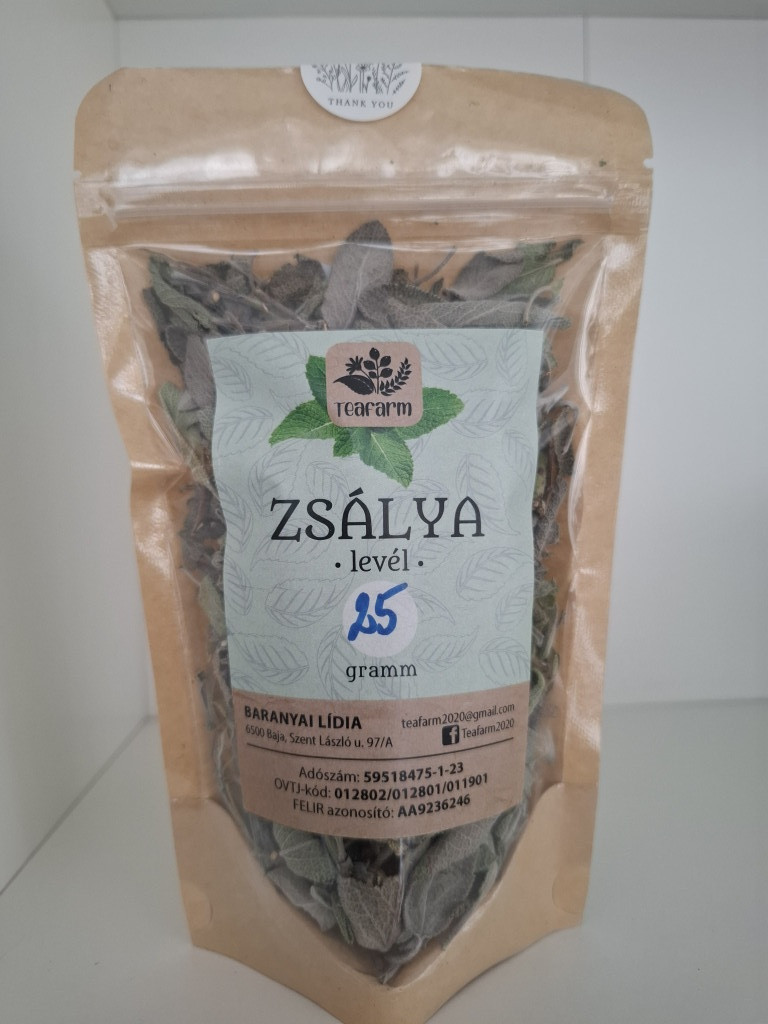 THANK YOU
TEAFARM
ZSÁLYA
· levél ·
25
gramm
BARANYAI LÍDIA
6500 Baja, Szent László u. 97/A
teafarm2020@gmail.com
Teafarm2020
Adószám: 59518475-1-23
OVTJ-kód: 012802/012801/011901
FELIR azonosító: AA9236246